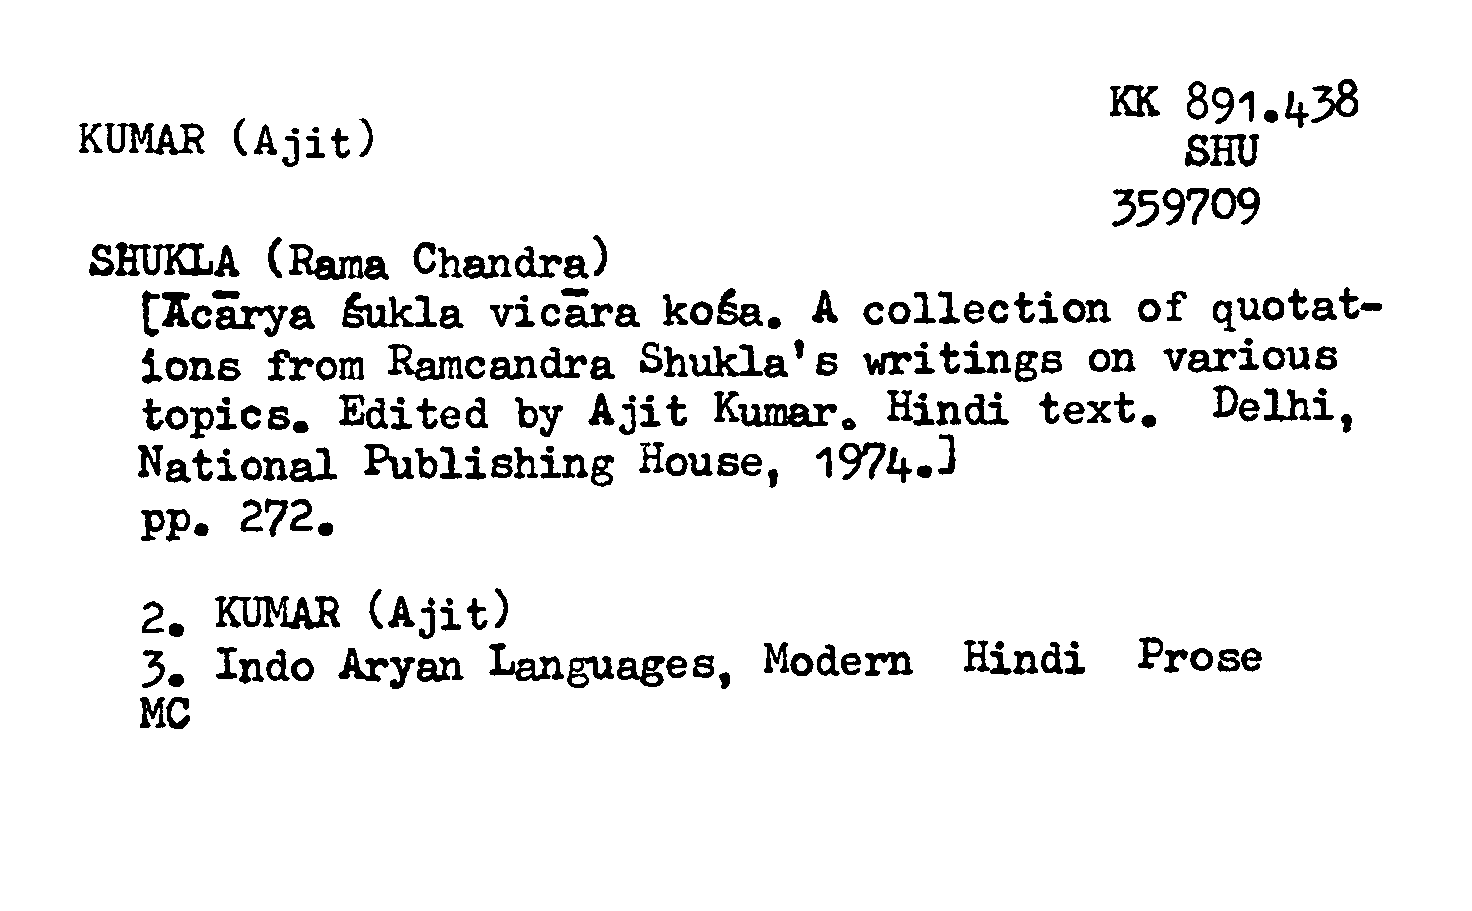 KK 891.438
KUMAR (Ajit)
SHU
359709
SHUKLA (Rama Chandra)
[Ācārya śukla vicāra kośa. A collection of quotat-
ions from Ramcandra Shukla's writings on various
topics. Edited by Ajit Kumar. Hindi text. Delhi,
National Publishing House, 1974.]
pp. 272.
2. KUMAR (Ajit)
3. Indo Aryan Languages, Modern Hindi Prose
MC